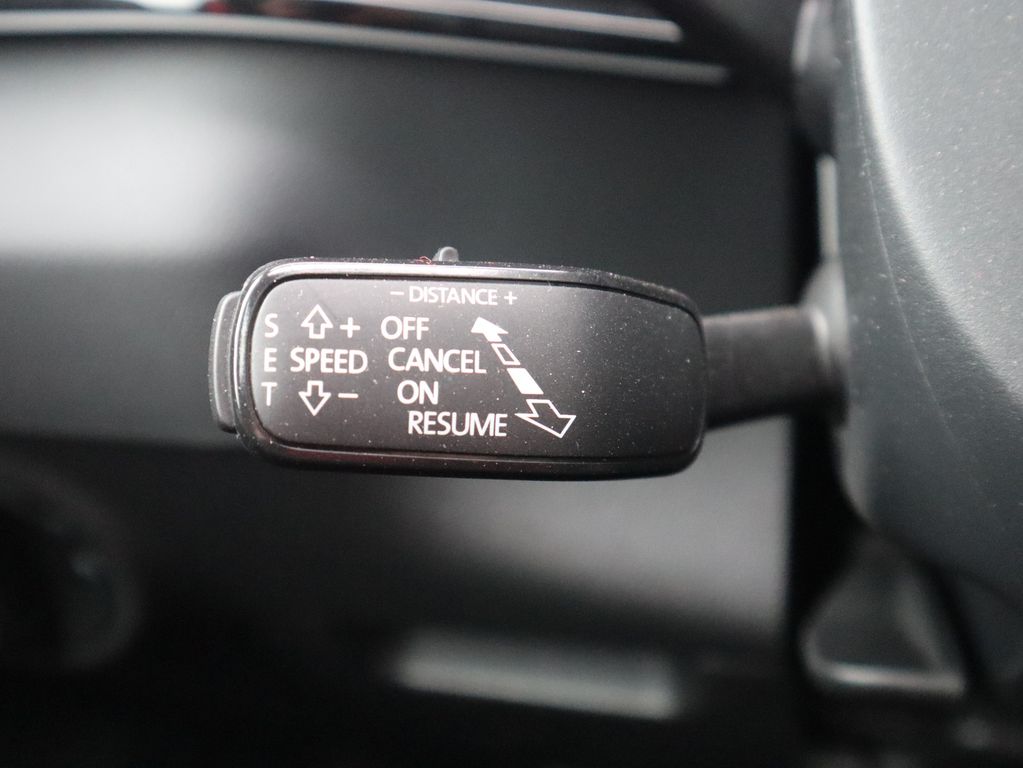 − DISTANCE +
S + OFF
E SPEED CANCEL
T − ON
RESUME